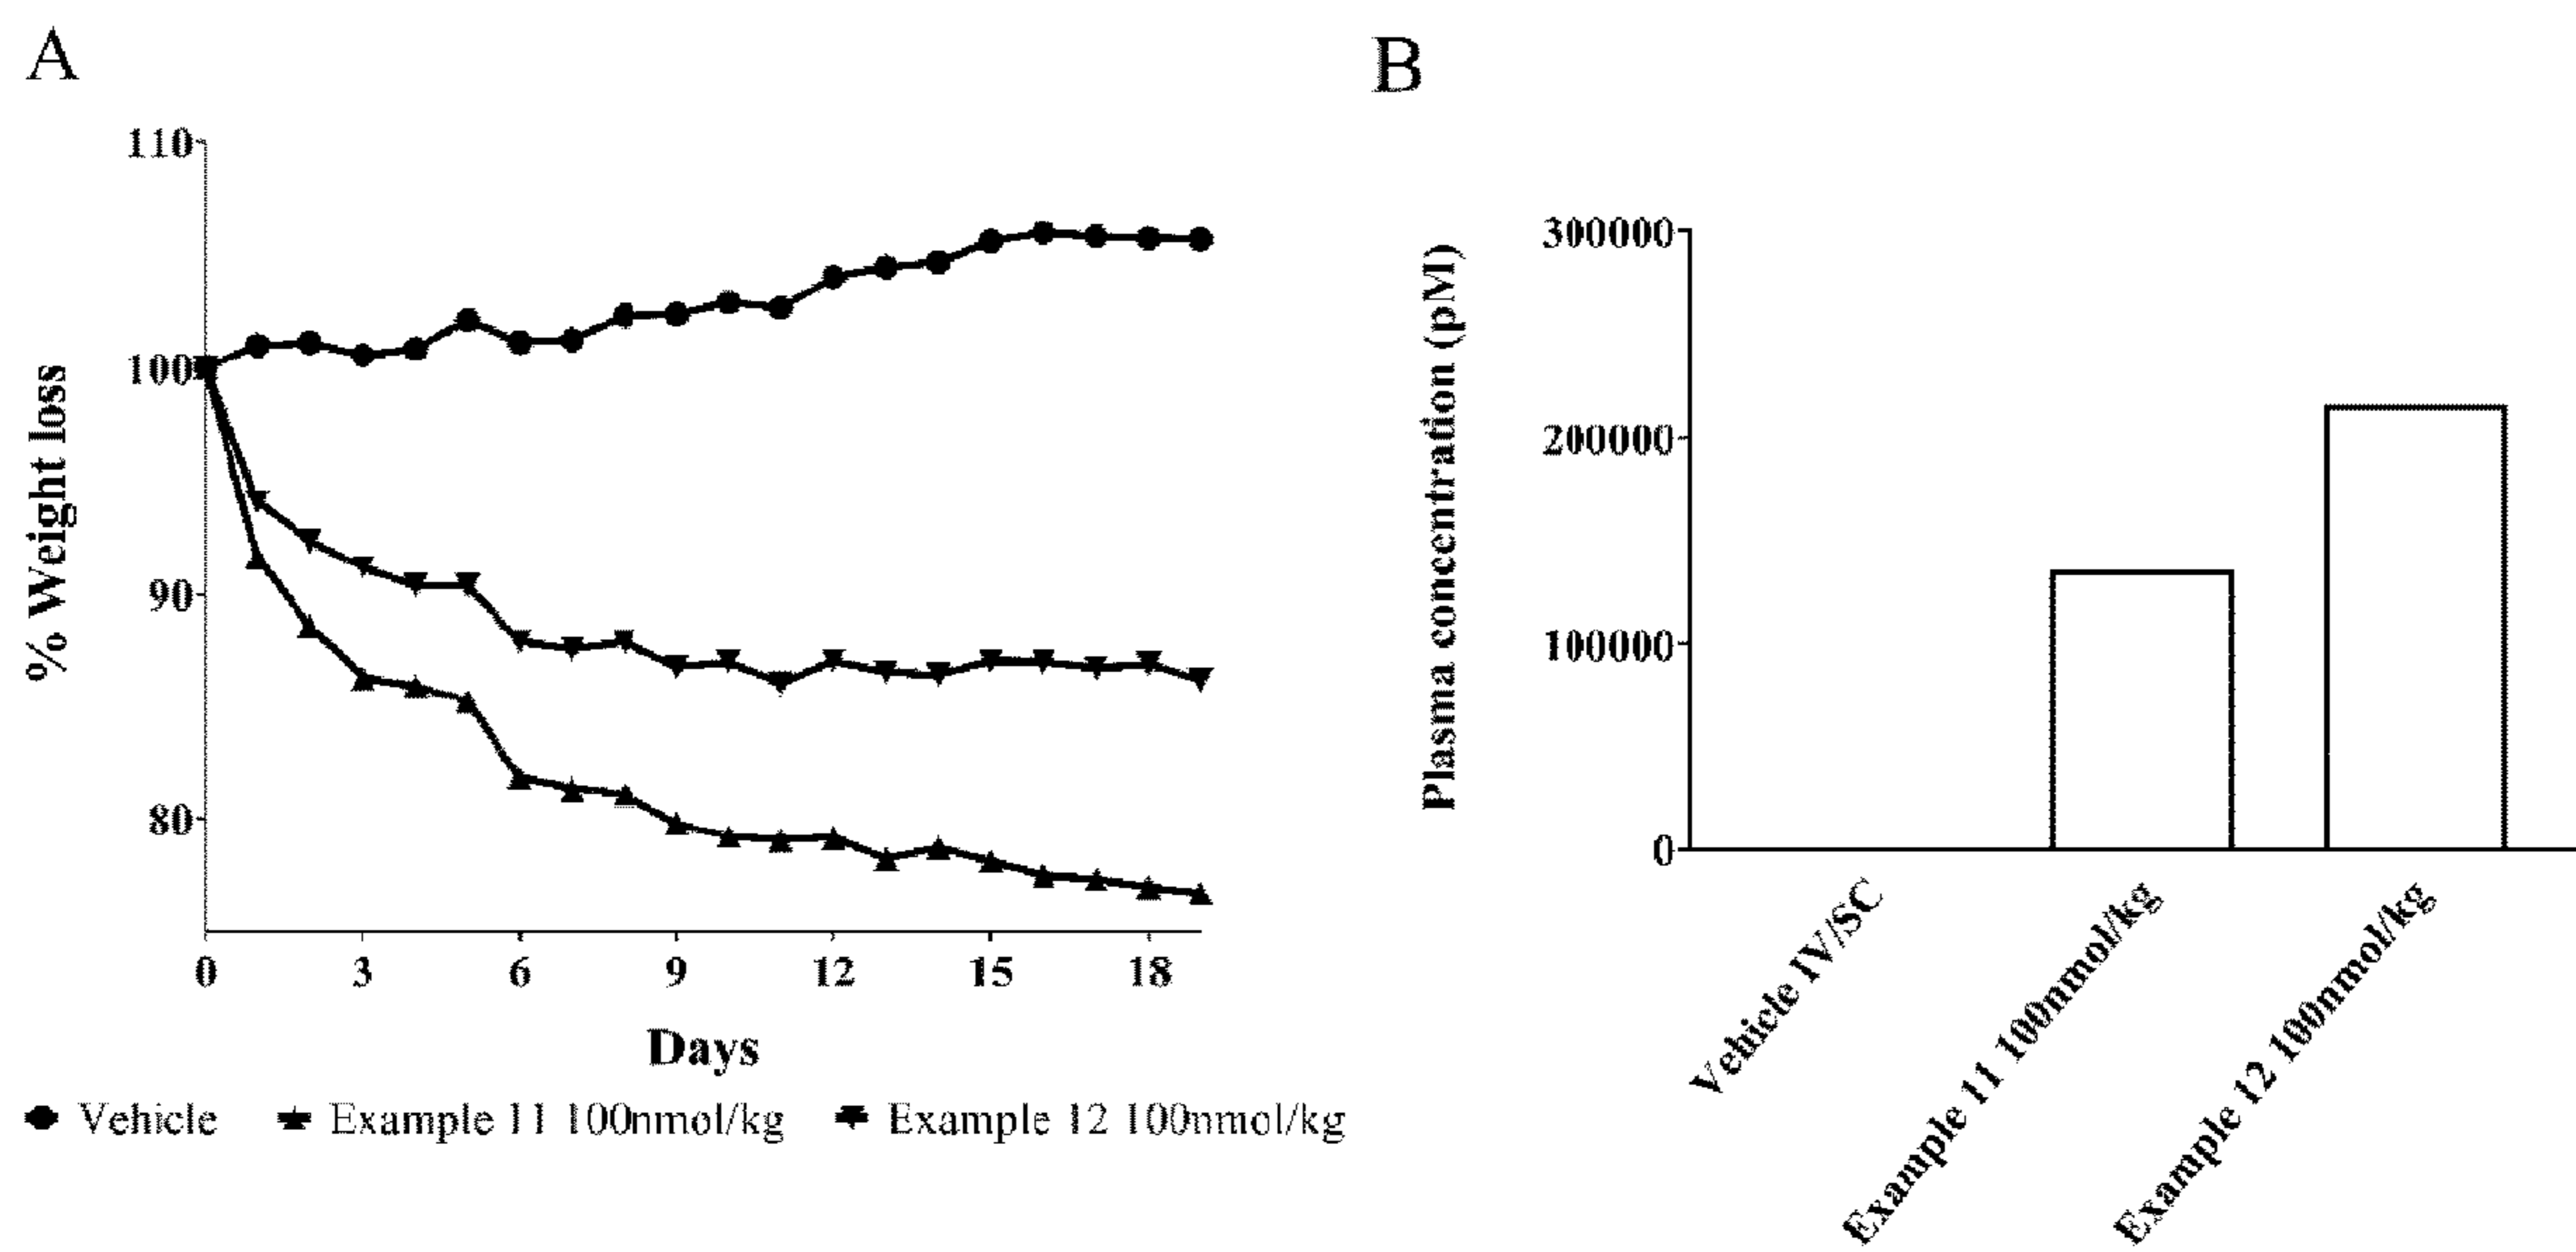 A
110
100
90
80
% Weight loss
0 3 6 9 12 15 18
Days
Vehicle Example 11 100nmol/kg Example 12 100nmol/kg
B
300000
200000
100000
0
Plasma concentration (pM)
Vehicle IV/SC
Example 11 100nmol/kg
Example 12 100nmol/kg